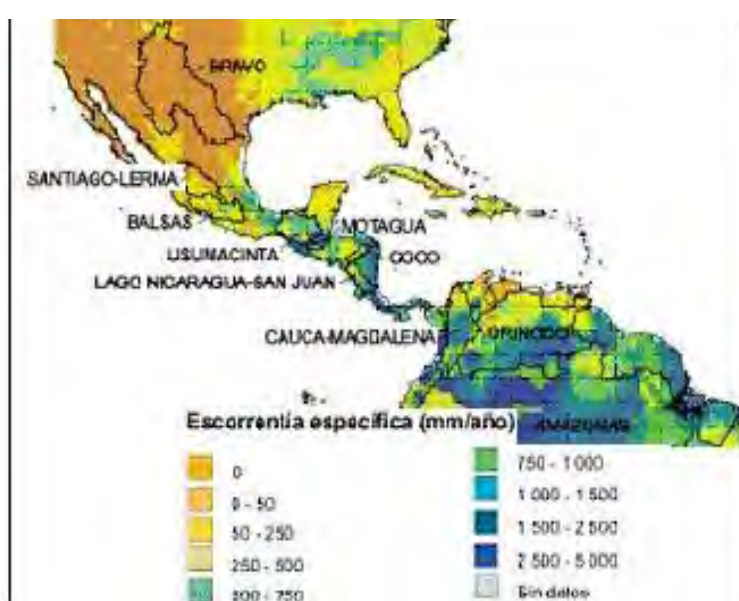 BRAVO
SANTIAGO-LERMA
BALSAS
MOTAGUA
USUMACINTA
COCO
LAGO NICARAGUA-SAN JUAN
CAUCA-MAGDALENA
ORINOCO
AMAZONAS
Escorrentía específica (mm/año)
0
0 - 50
50 - 250
250 - 500
500 - 750
750 - 1 000
1 000 - 1 500
1 500 - 2 500
2 500 - 5 000
Sin datos